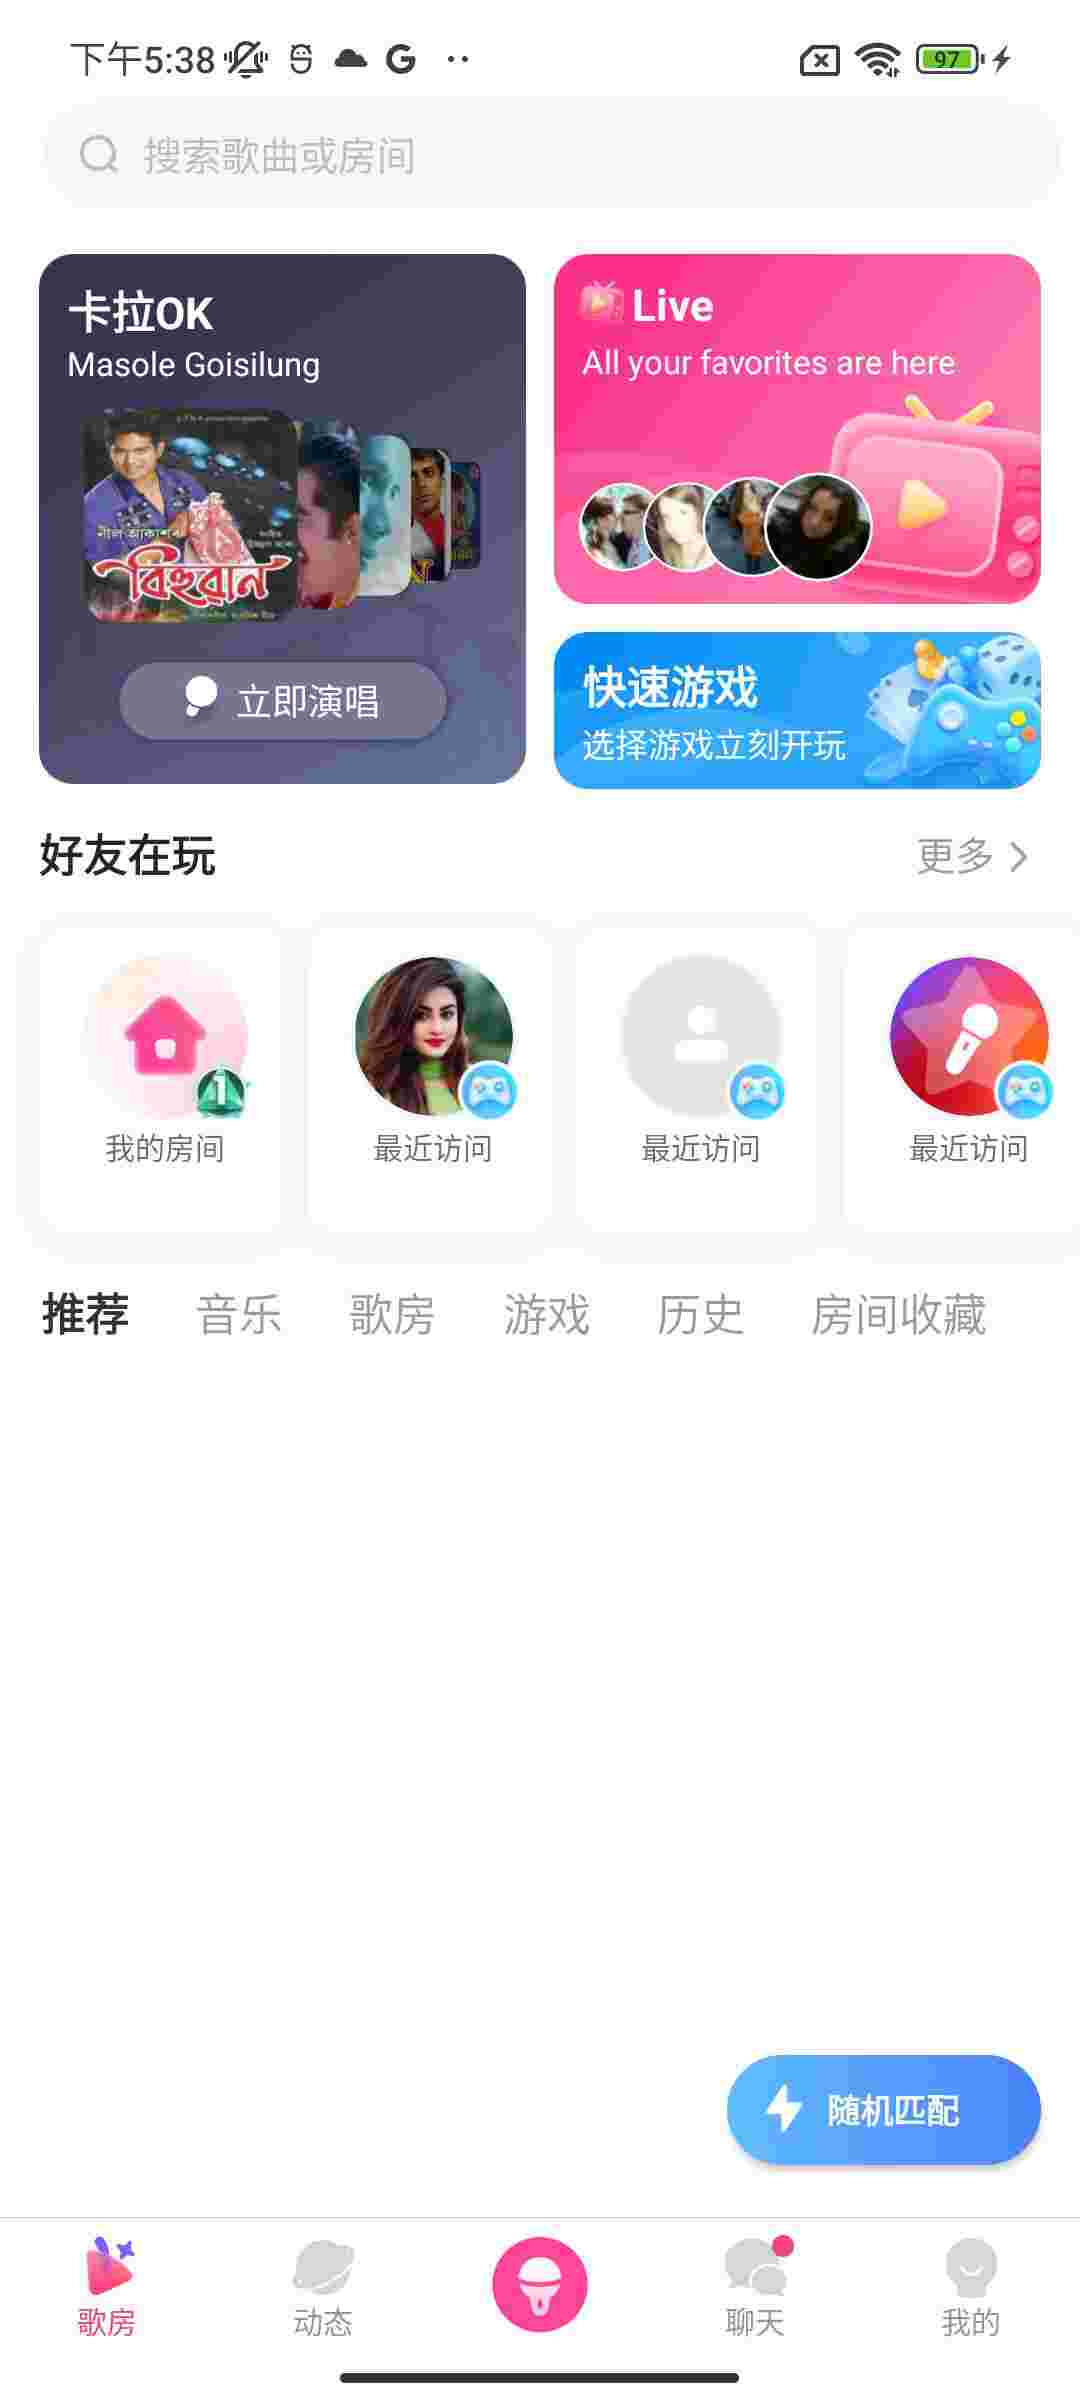 下午5:38
97
搜索歌曲或房间
卡拉OK
Masole Goisilung
নীল আকাশৰ
বিহুৱান
立即演唱
Live
All your favorites are here
快速游戏
选择游戏立刻开玩
好友在玩
更多
1
我的房间
最近访问
最近访问
最近访问
推荐 音乐 歌房 游戏 历史 房间收藏
随机匹配
歌房 动态 聊天 我的